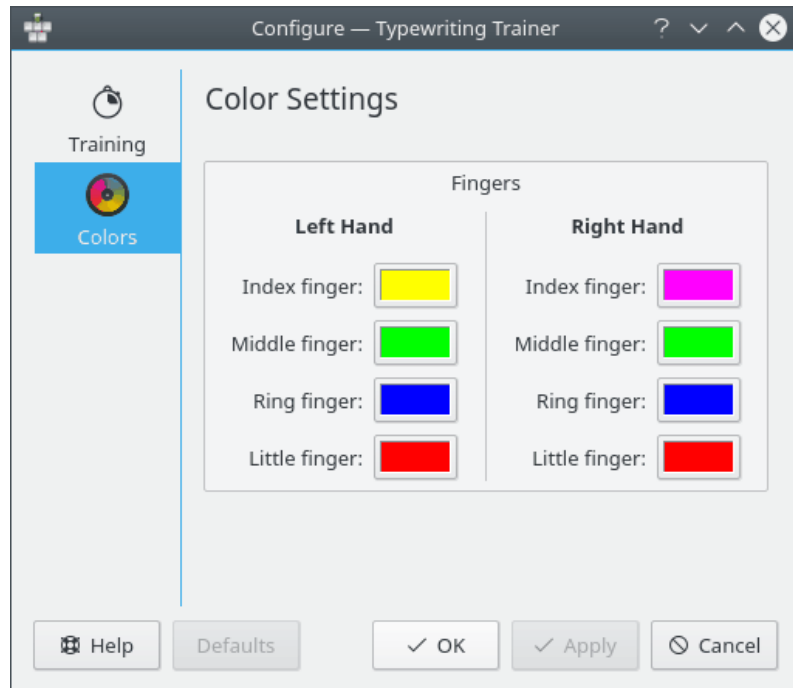 Configure — Typewriting Trainer
Training
Colors
Color Settings
Fingers
Left Hand
Index finger:
Middle finger:
Ring finger:
Little finger:
Right Hand
Index finger:
Middle finger:
Ring finger:
Little finger:
Help
Defaults
OK
Apply
Cancel